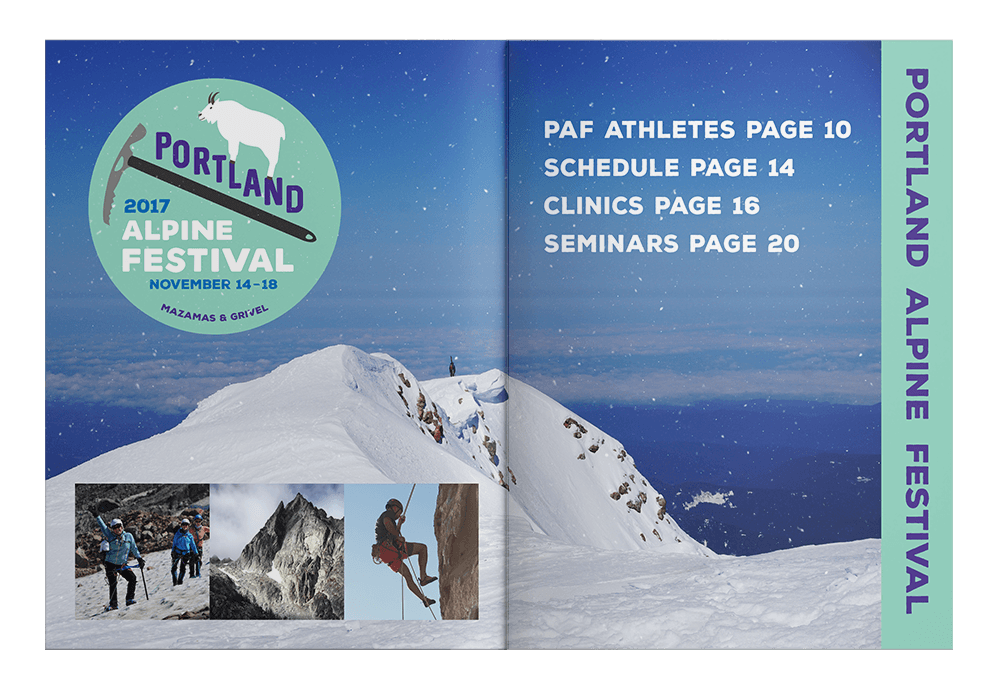 PORTLAND
2017
ALPINE
FESTIVAL
NOVEMBER 14-18
MAZAMAS & GRIVEL
PAF ATHLETES PAGE 10
SCHEDULE PAGE 14
CLINICS PAGE 16
SEMINARS PAGE 20
PORTLAND ALPINE FESTIVAL